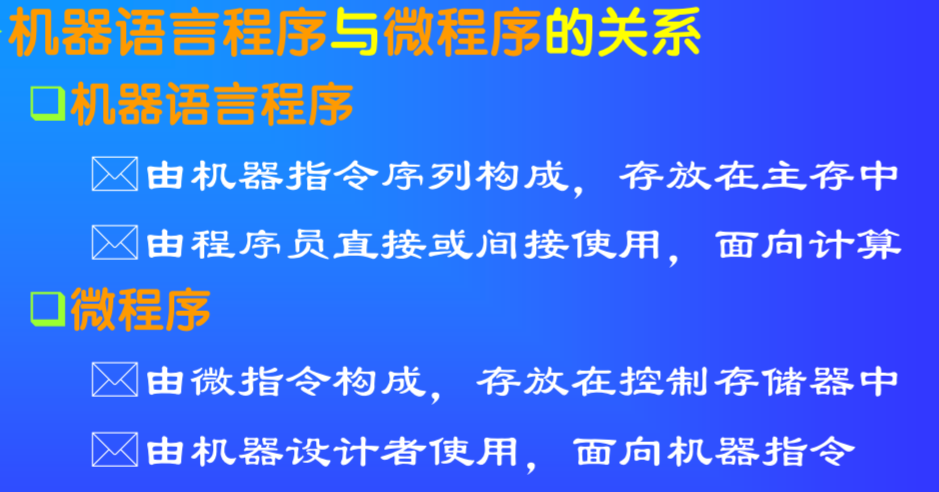 机器语言程序与微程序的关系
机器语言程序
由机器指令序列构成，存放在主存中
由程序员直接或间接使用，面向计算
微程序
由微指令构成，存放在控制存储器中
由机器设计者使用，面向机器指令